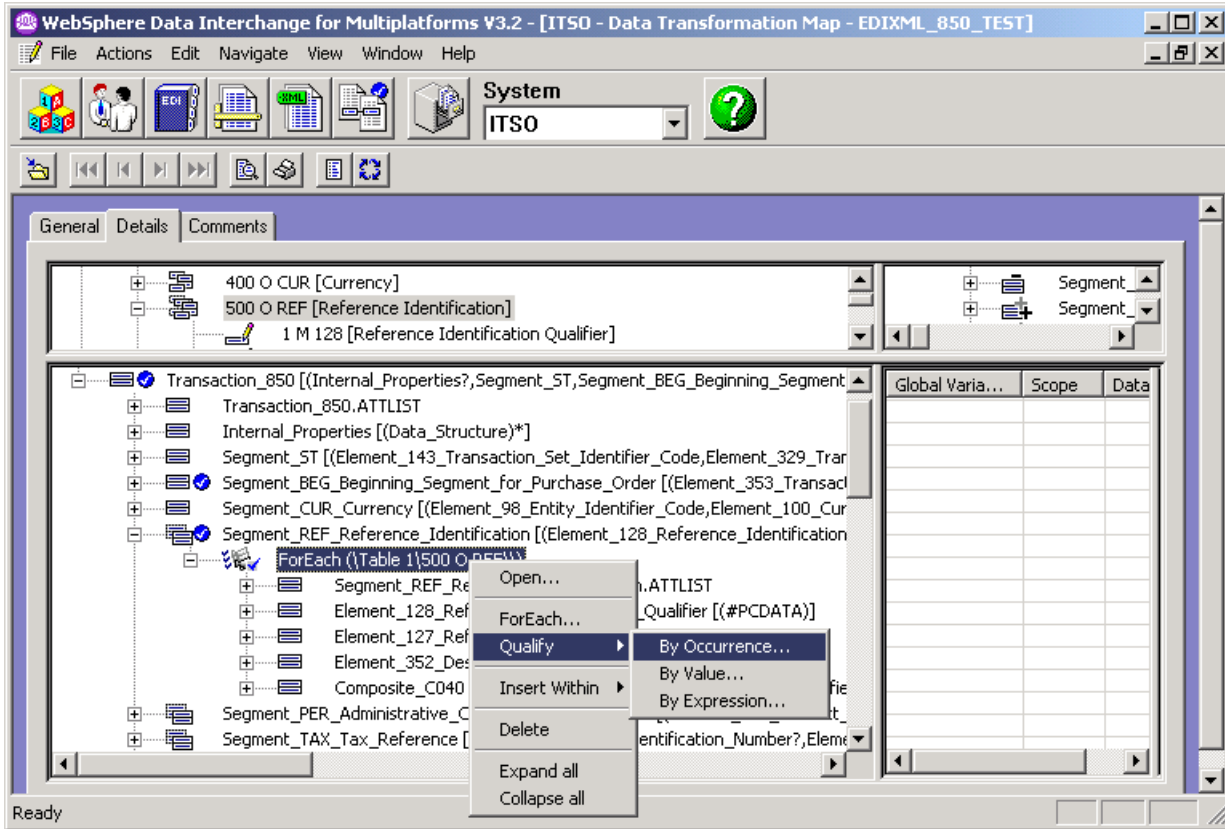 WebSphere Data Interchange for Multiplatforms V3.2 - [ITSO - Data Transformation Map - EDIXML_850_TEST]
File Actions Edit Navigate View Window Help
EDI
XML
System
ITSO
?
General Details Comments
400 O CUR [Currency]
500 O REF [Reference Identification]
1 M 128 [Reference Identification Qualifier]
Segment_
Segment_
Transaction_850 [(Internal_Properties?,Segment_ST,Segment_BEG_Beginning_Segment
Transaction_850.ATTLIST
Internal_Properties [(Data_Structure)*]
Segment_ST [(Element_143_Transaction_Set_Identifier_Code,Element_329_Tran
Segment_BEG_Beginning_Segment_for_Purchase_Order [(Element_353_Transact
Segment_CUR_Currency [(Element_98_Entity_Identifier_Code,Element_100_Cur
Segment_REF_Reference_Identification [(Element_128_Reference_Identification
ForEach (\Table 1\500 O REF\\)
Segment_REF_Re
.ATTLIST
Element_128_Ref
_Qualifier [(#PCDATA)]
Element_127_Ref
Element_352_Des
Composite_C040
Segment_PER_Administrative_C
Segment_TAX_Tax_Reference [
entification_Number?,Eleme
Global Varia... Scope Data
Open...
ForEach...
Qualify
Insert Within
Delete
Expand all
Collapse all
By Occurrence...
By Value...
By Expression...
Ready